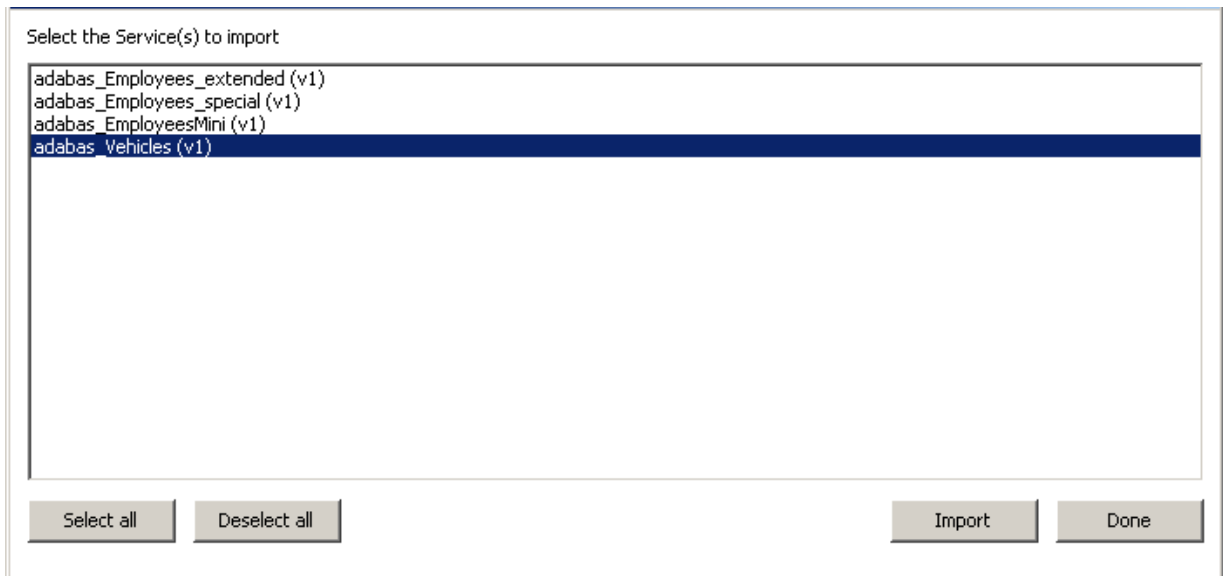 Select the Service(s) to import
adabas_Employees_extended (v1)
adabas_Employees_special (v1)
adabas_EmployeesMini (v1)
adabas_Vehicles (v1)
Select all Deselect all Import Done